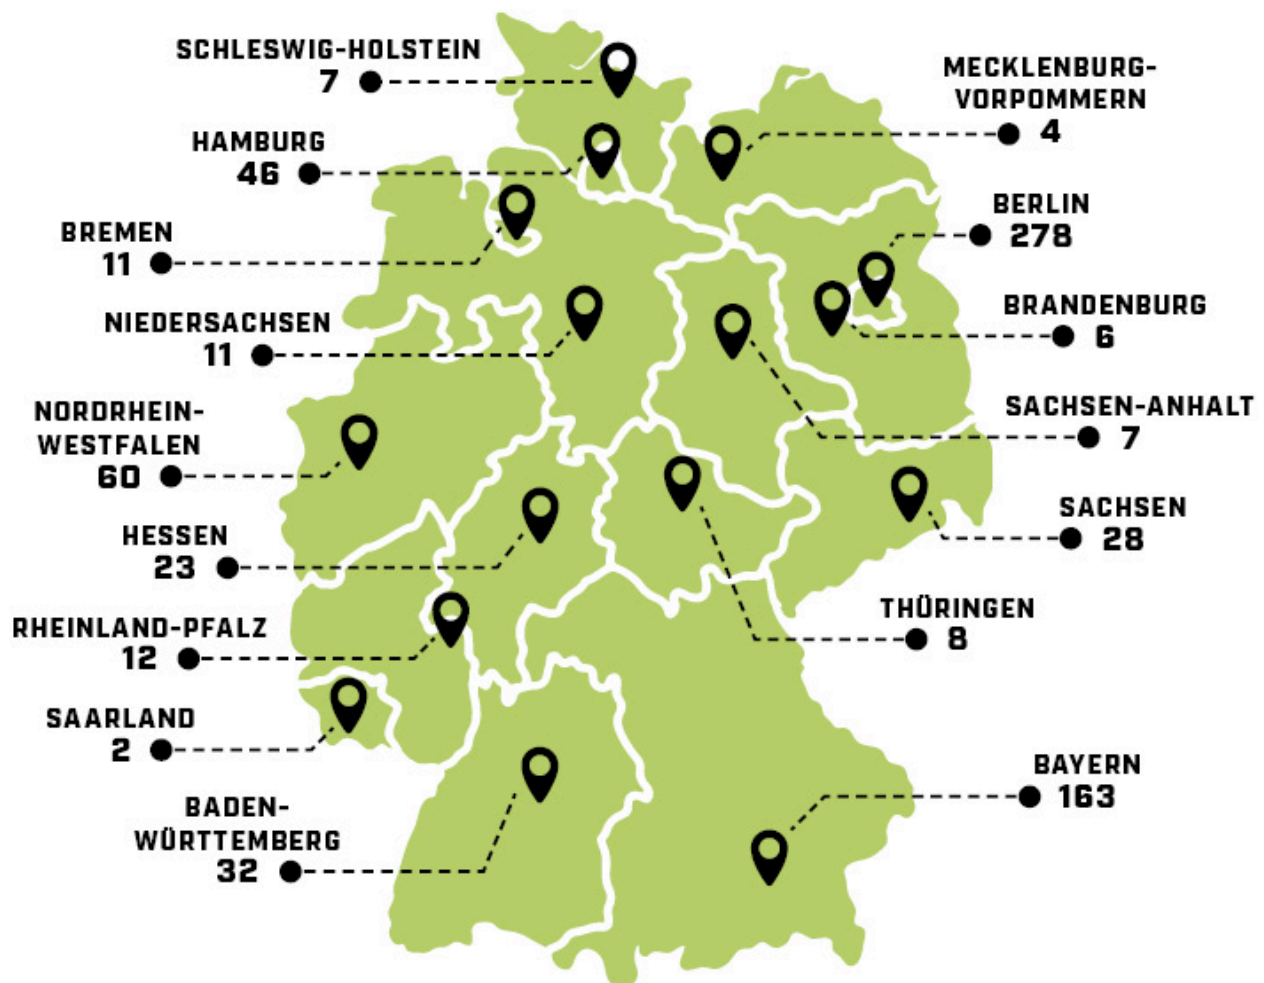 SCHLESWIG-HOLSTEIN
7
HAMBURG
46
BREMEN
11
NIEDERSACHSEN
11
NORDRHEIN-
WESTFALEN
60
HESSEN
23
RHEINLAND-PFALZ
12
SAARLAND
2
BADEN-
WÜRTTEMBERG
32
MECKLENBURG-
VORPOMMERN
4
BERLIN
278
BRANDENBURG
6
SACHSEN-ANHALT
7
SACHSEN
28
THÜRINGEN
8
BAYERN
163